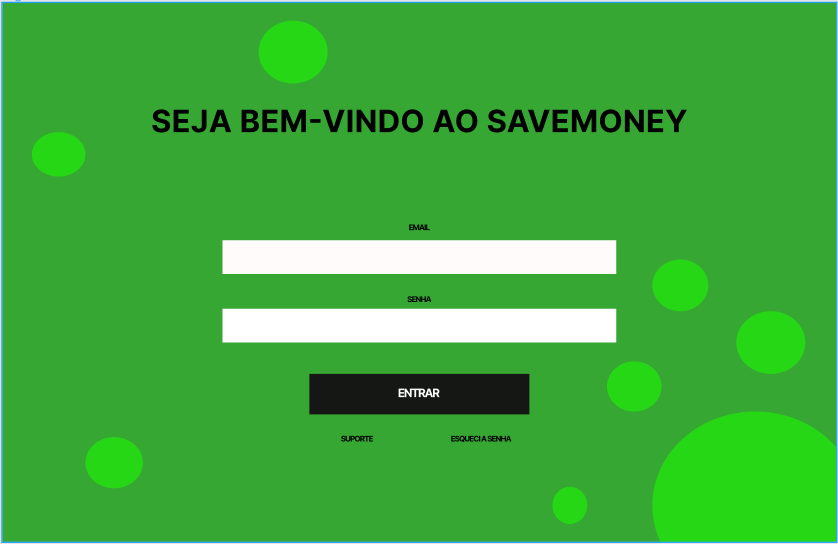 SEJA BEM-VINDO AO SAVEMONEY
EMAIL
SENHA
ENTRAR
SUPORTE
ESQUECI A SENHA